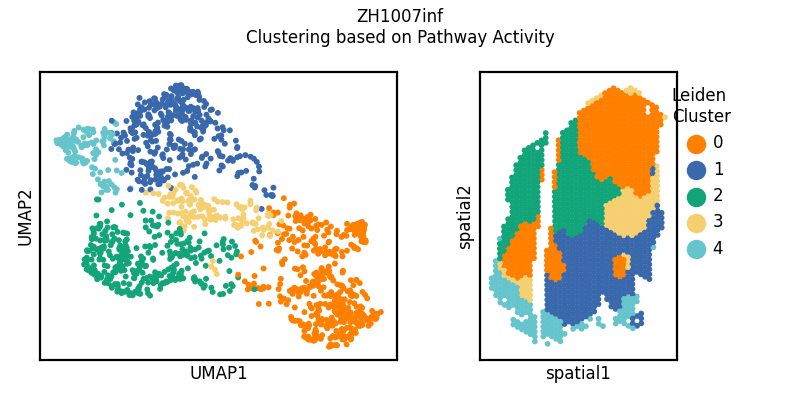 ZH1007inf
Clustering based on Pathway Activity
UMAP2
UMAP1
spatial2
spatial1
Leiden
Cluster
0
1
2
3
4